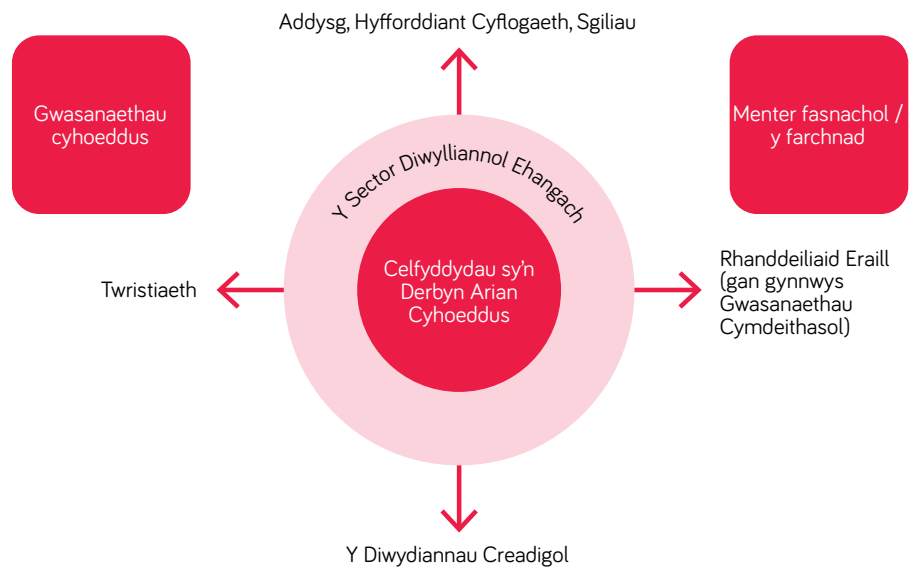 Addysg, Hyfforddiant Cyflogaeth, Sgiliau
Gwasanaethau
cyhoeddus
Menter fasnachol /
y farchnad
Y Sector Diwylliannol Ehangach
Celfyddydau sy'n
Derbyn Arian
Cyhoeddus
Twristiaeth
Rhanddeiliaid Eraill
(gan gynnwys
Gwasanaethau
Cymdeithasol)
Y Diwydiannau Creadigol